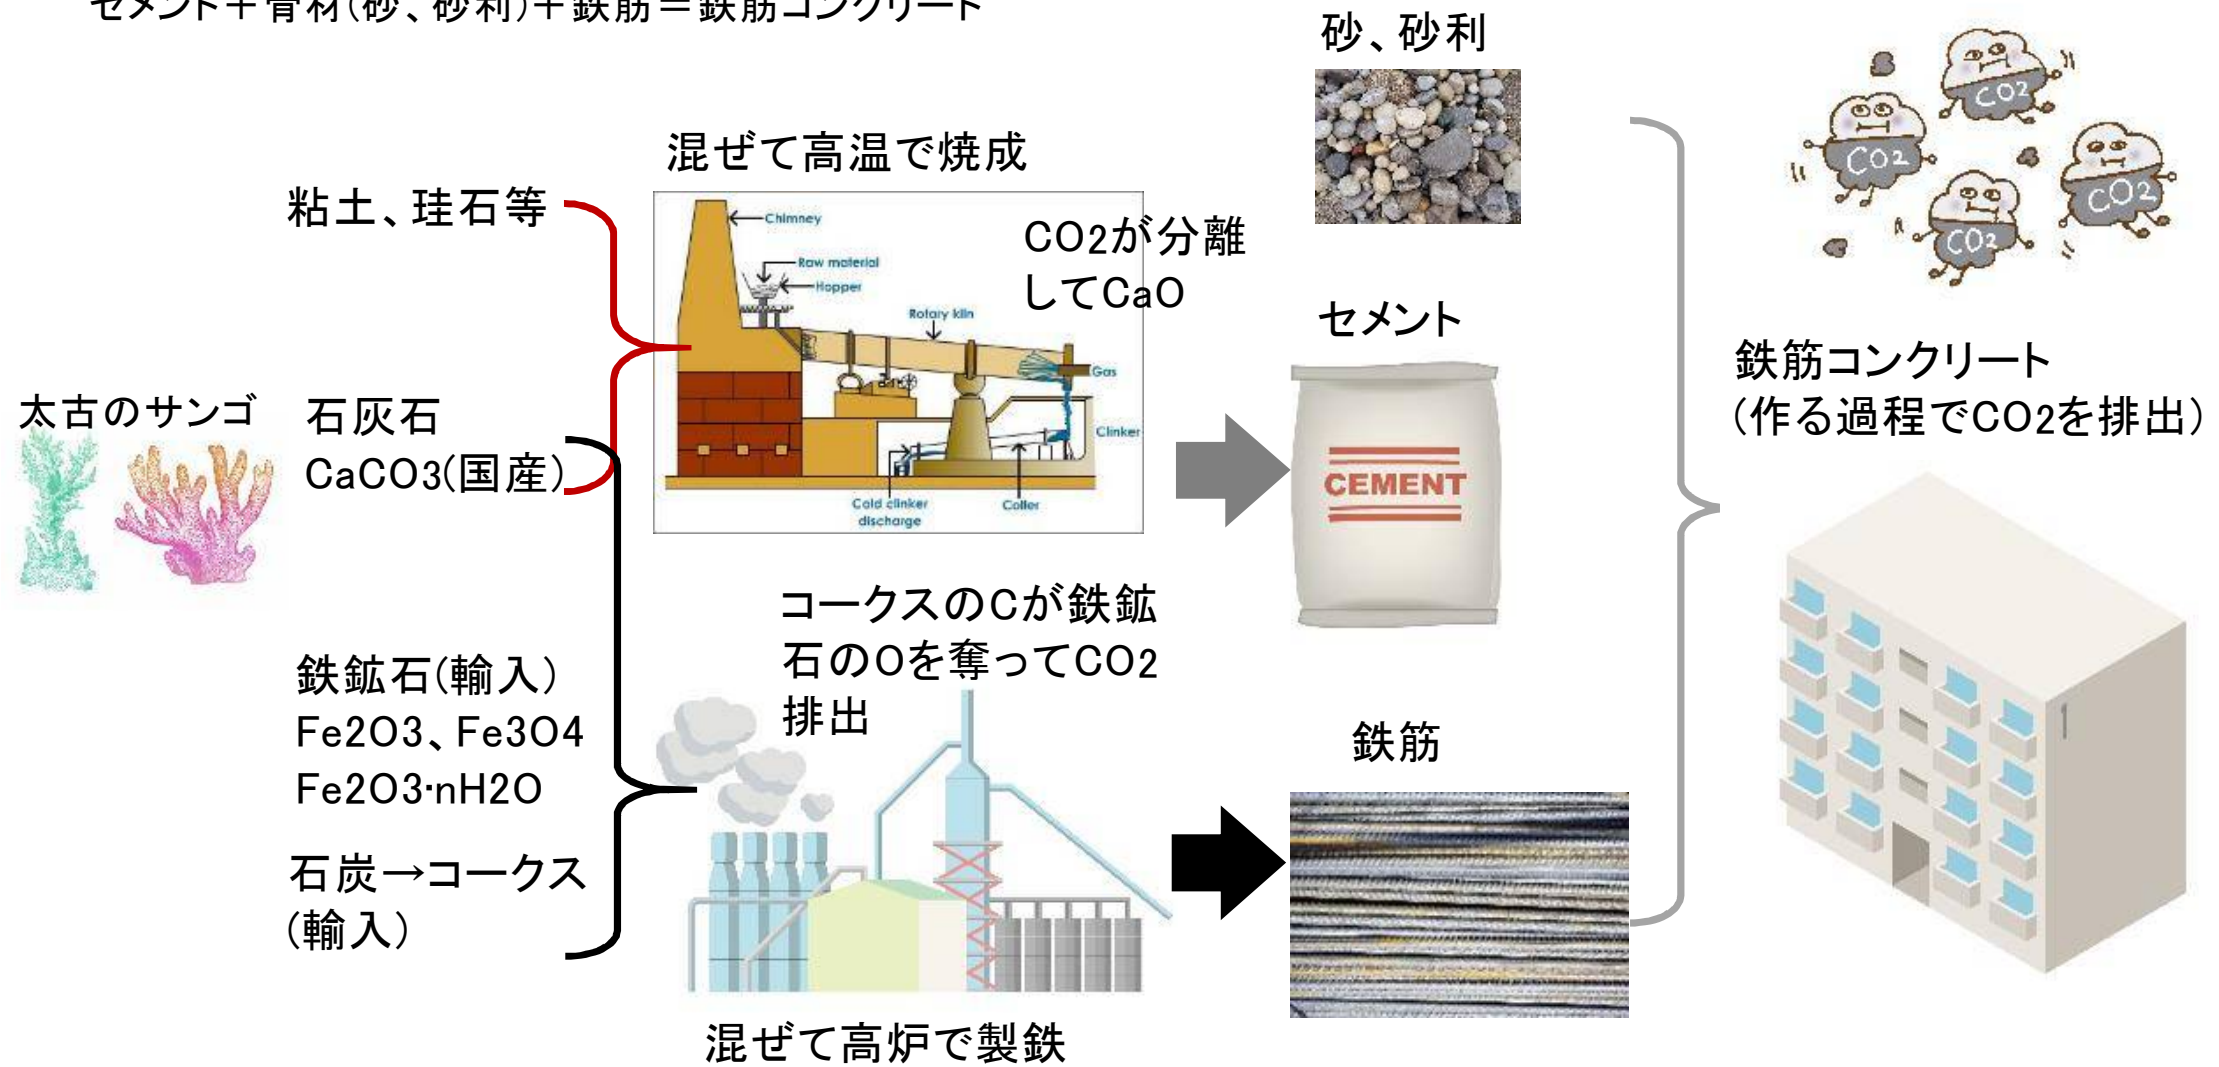 セメント＋骨材(砂、砂利)＋鉄筋＝鉄筋コンクリート
砂、砂利
混ぜて高温で焼成
粘土、珪石等
Chimney
Raw material
Hopper
Rotary kiln
Gas
Clinker
Cold clinker
discharge
Coller
CO2が分離
してCaO
セメント
CEMENT
太古のサンゴ
石灰石
CaCO3(国産)
コークスのCが鉄鉱
石のOを奪ってCO2
排出
鉄鉱石(輸入)
Fe2O3、Fe3O4
Fe2O3・nH2O
石炭→コークス
(輸入)
混ぜて高炉で製鉄
鉄筋
CO2
CO2
CO2
CO2
鉄筋コンクリート
(作る過程でCO2を排出)
1